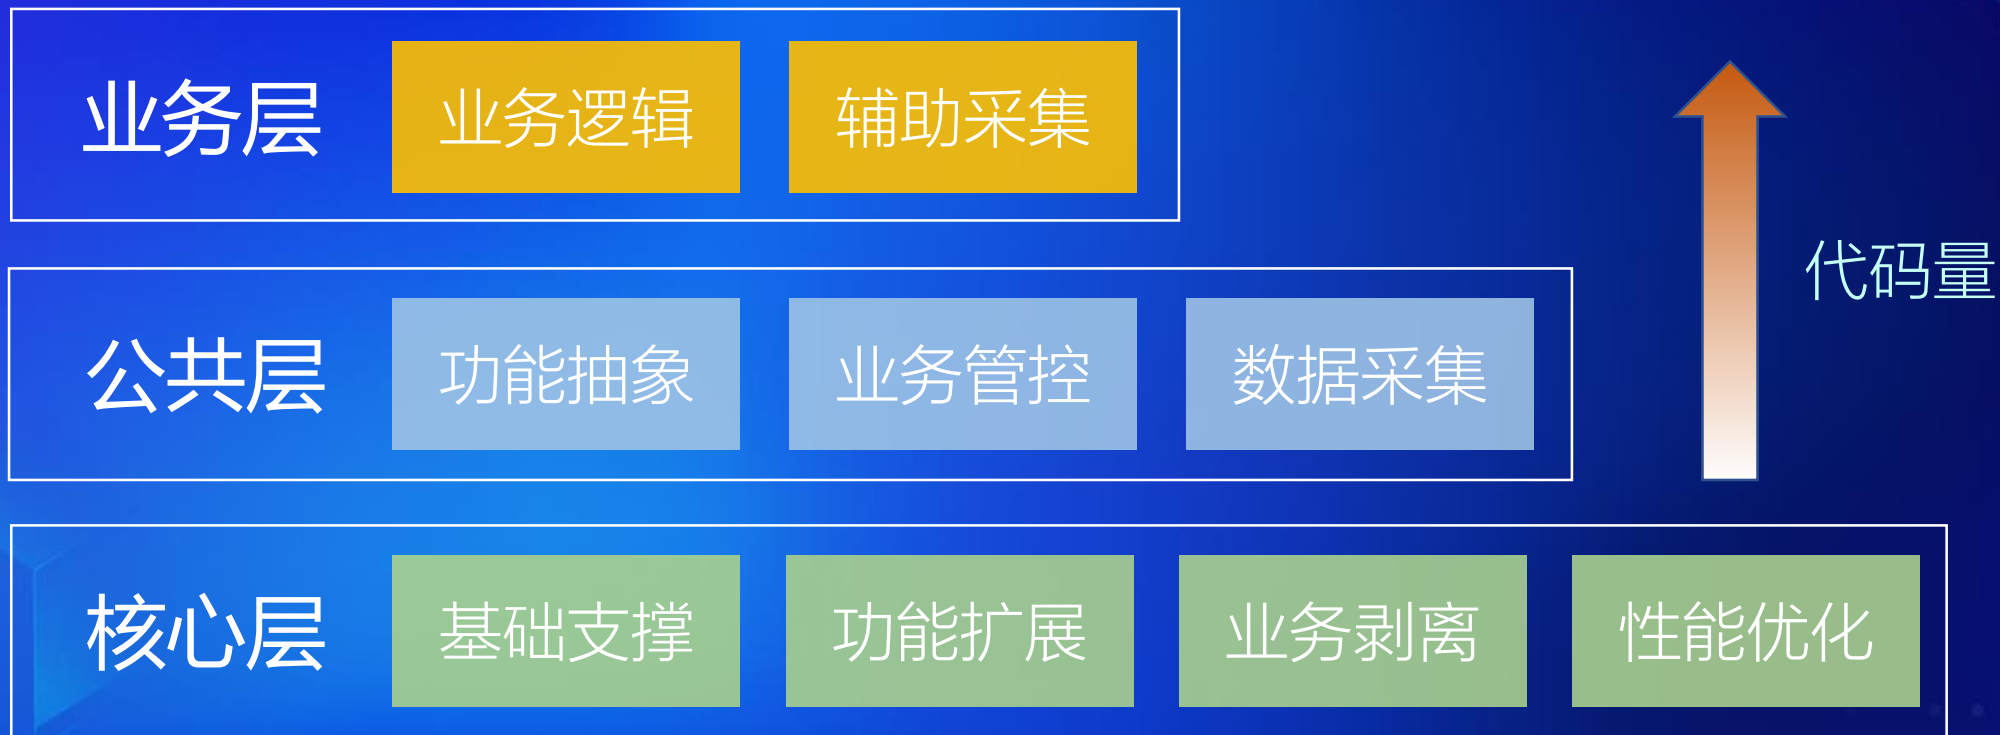 业务层 业务逻辑 辅助采集
代码量
公共层 功能抽象 业务管控 数据采集
核心层 基础支撑 功能扩展 业务剥离 性能优化